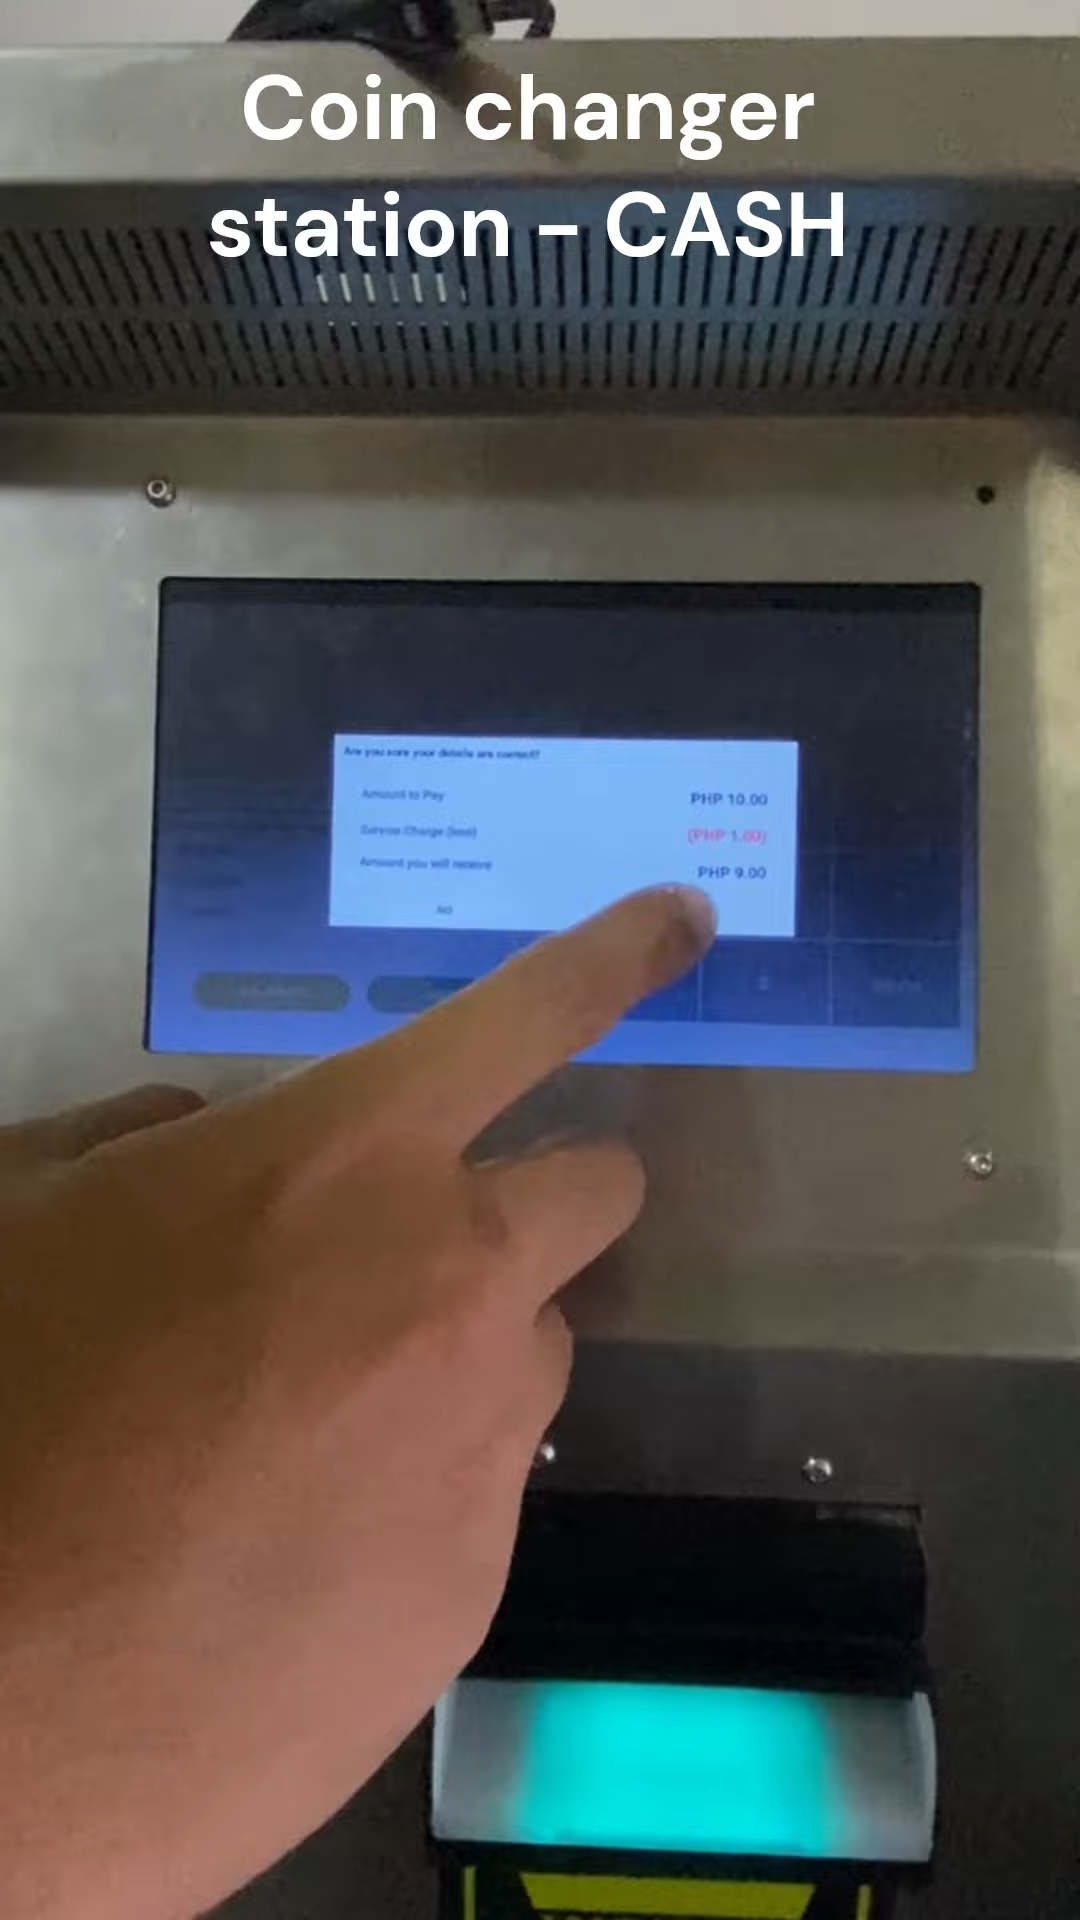 Coin changer
station - CASH
Are you sure your details are correct?
Amount to Pay PHP 10.00
Service Charge (less) (PHP 1.00)
Amount you will receive PHP 9.00
NO